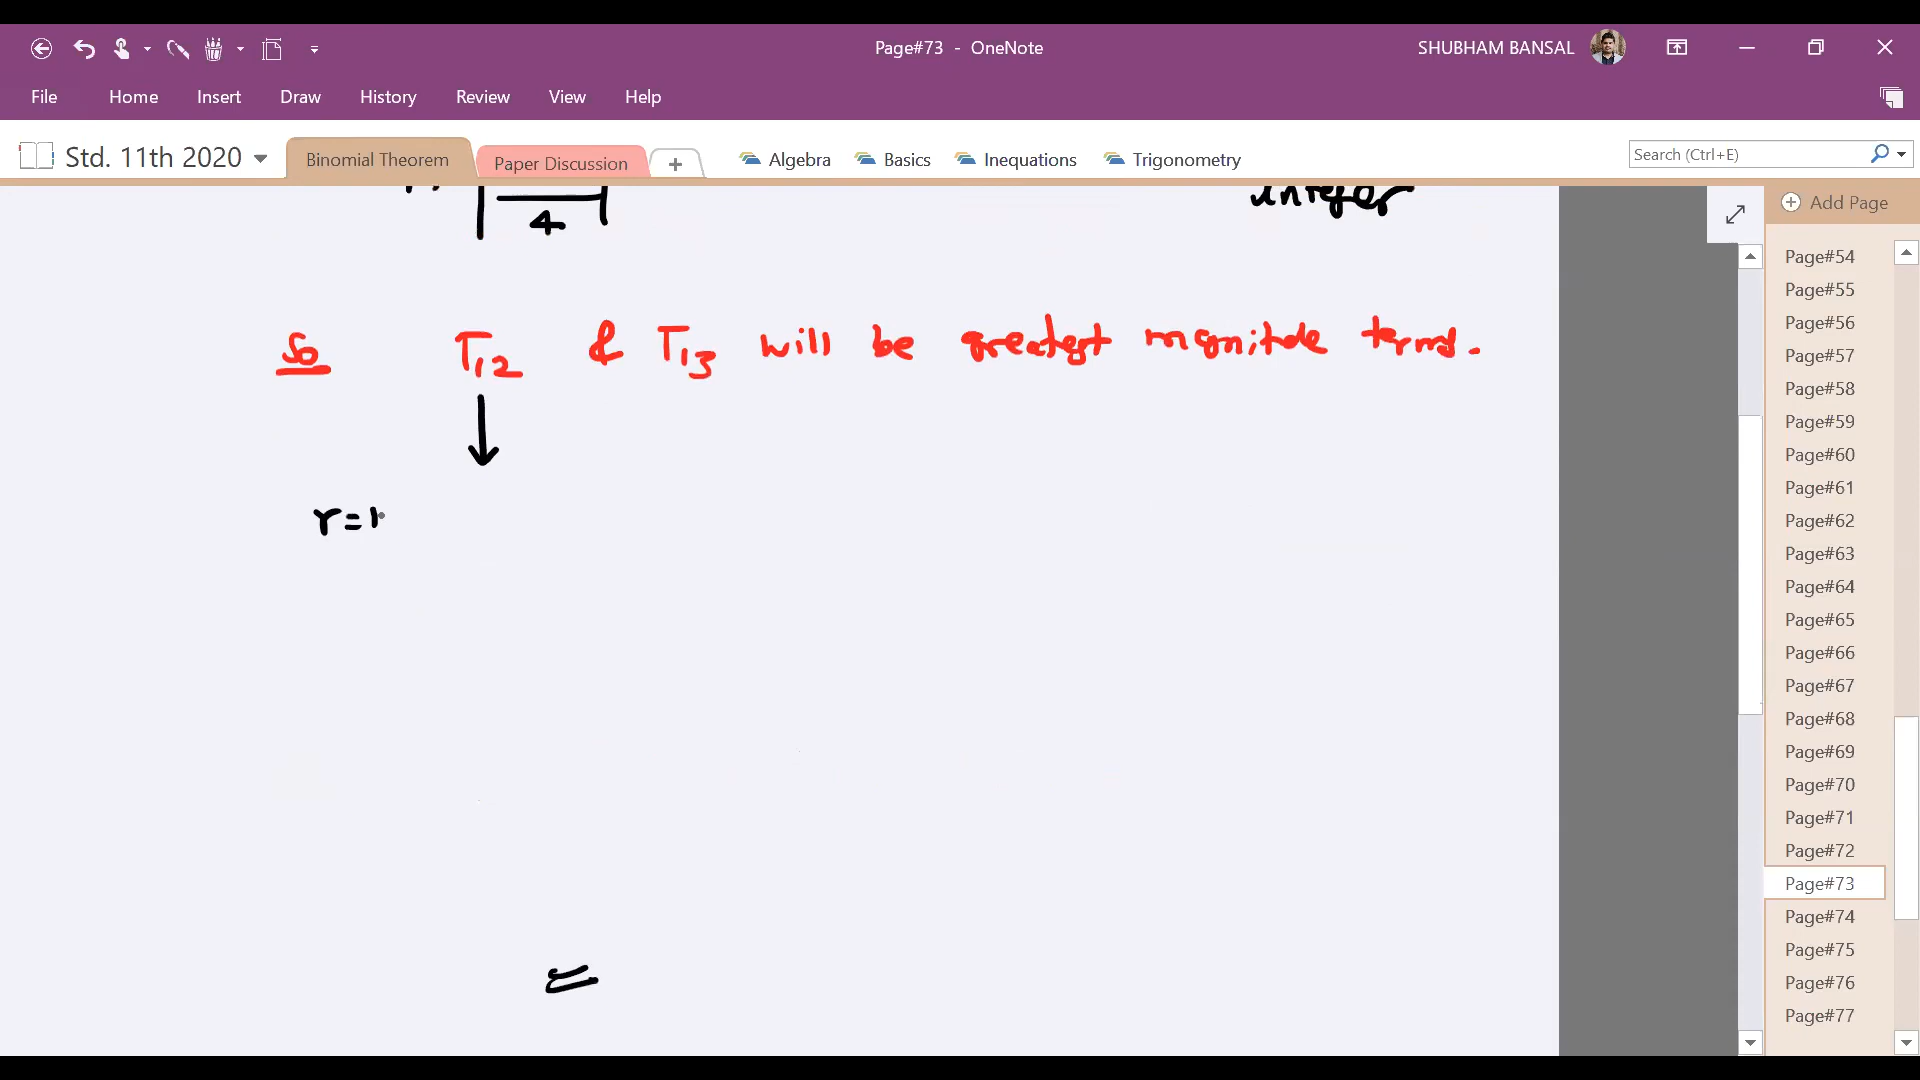 Page#73 - OneNote
SHUBHAM BANSAL
File Home Insert Draw History Review View Help
Std. 11th 2020
Binomial Theorem
Paper Discussion
Algebra
Basics
Inequations
Trigonometry
Search (Ctrl+E)
Add Page
4
integer
So T12 & T13 will be greatest magnitude terms.
r=1
Page#54
Page#55
Page#56
Page#57
Page#58
Page#59
Page#60
Page#61
Page#62
Page#63
Page#64
Page#65
Page#66
Page#67
Page#68
Page#69
Page#70
Page#71
Page#72
Page#73
Page#74
Page#75
Page#76
Page#77